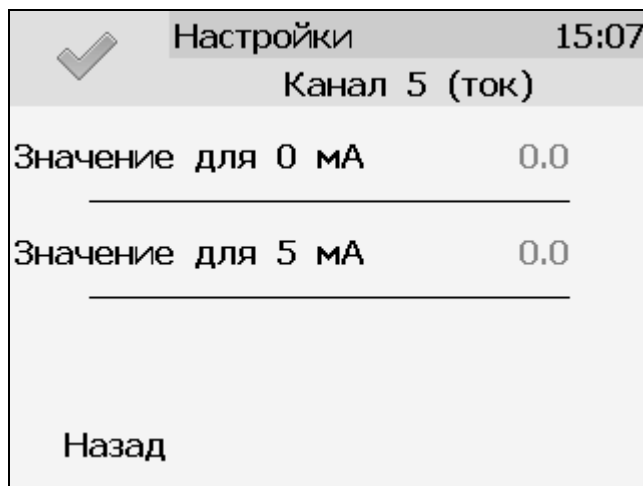 Настройки 15:07
Канал 5 (ток)
Значение для 0 мА 0.0
Значение для 5 мА 0.0
Назад